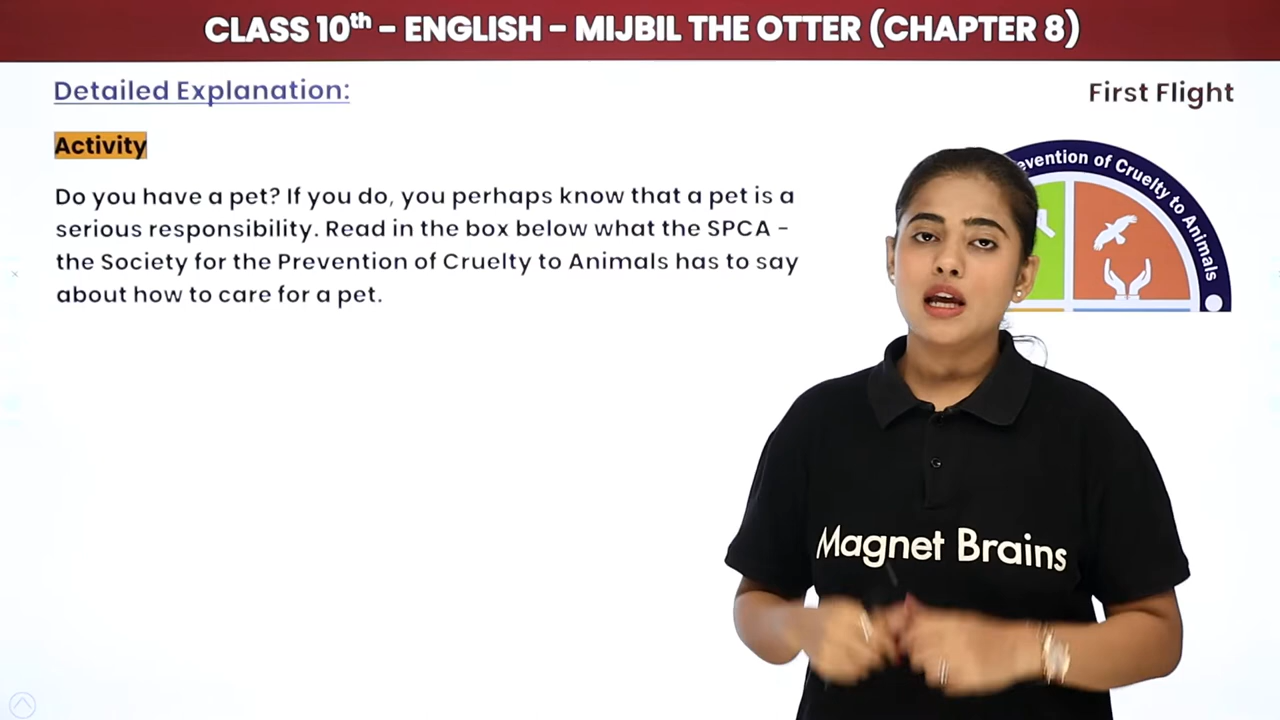 CLASS 10th - ENGLISH - MIJBIL THE OTTER (CHAPTER 8)
Detailed Explanation:
First Flight
Activity
Do you have a pet? If you do, you perhaps know that a pet is a
serious responsibility. Read in the box below what the SPCA -
the Society for the Prevention of Cruelty to Animals has to say
about how to care for a pet.
of Cruelty to Animals
Magnet Brains